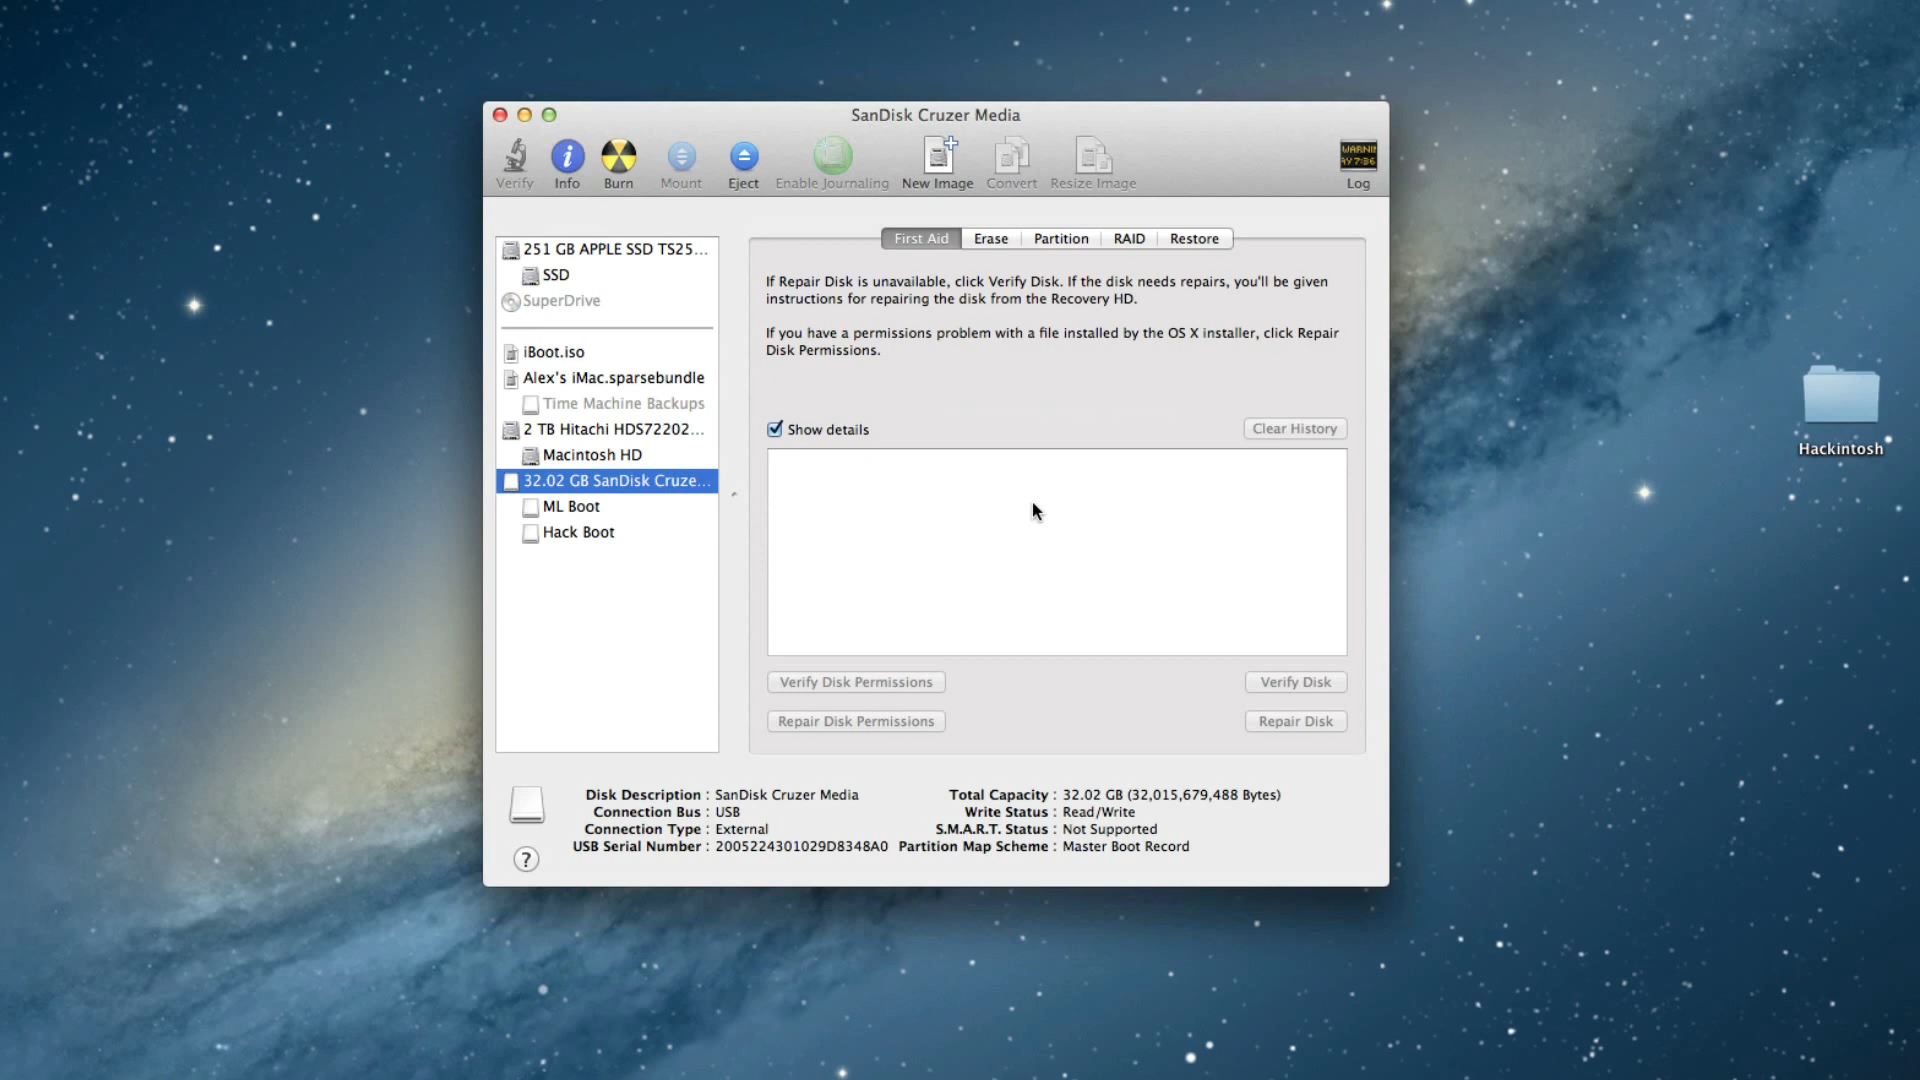 SanDisk Cruzer Media
Verify Info Burn Mount Eject Enable Journaling New Image Convert Resize Image Log
WARNIN
AY 7:36
251 GB APPLE SSD TS25...
SSD
SuperDrive
iBoot.iso
Alex's iMac.sparsebundle
Time Machine Backups
2 TB Hitachi HDS72202...
Macintosh HD
32.02 GB SanDisk Cruze...
ML Boot
Hack Boot
First Aid Erase Partition RAID Restore
If Repair Disk is unavailable, click Verify Disk. If the disk needs repairs, you'll be given
instructions for repairing the disk from the Recovery HD.
If you have a permissions problem with a file installed by the OS X installer, click Repair
Disk Permissions.
Show details Clear History
Verify Disk Permissions Verify Disk
Repair Disk Permissions Repair Disk
Disk Description : SanDisk Cruzer Media Total Capacity : 32.02 GB (32,015,679,488 Bytes)
Connection Bus : USB Write Status : Read/Write
Connection Type : External S.M.A.R.T. Status : Not Supported
USB Serial Number : 2005224301029D8348A0 Partition Map Scheme : Master Boot Record
?
Hackintosh